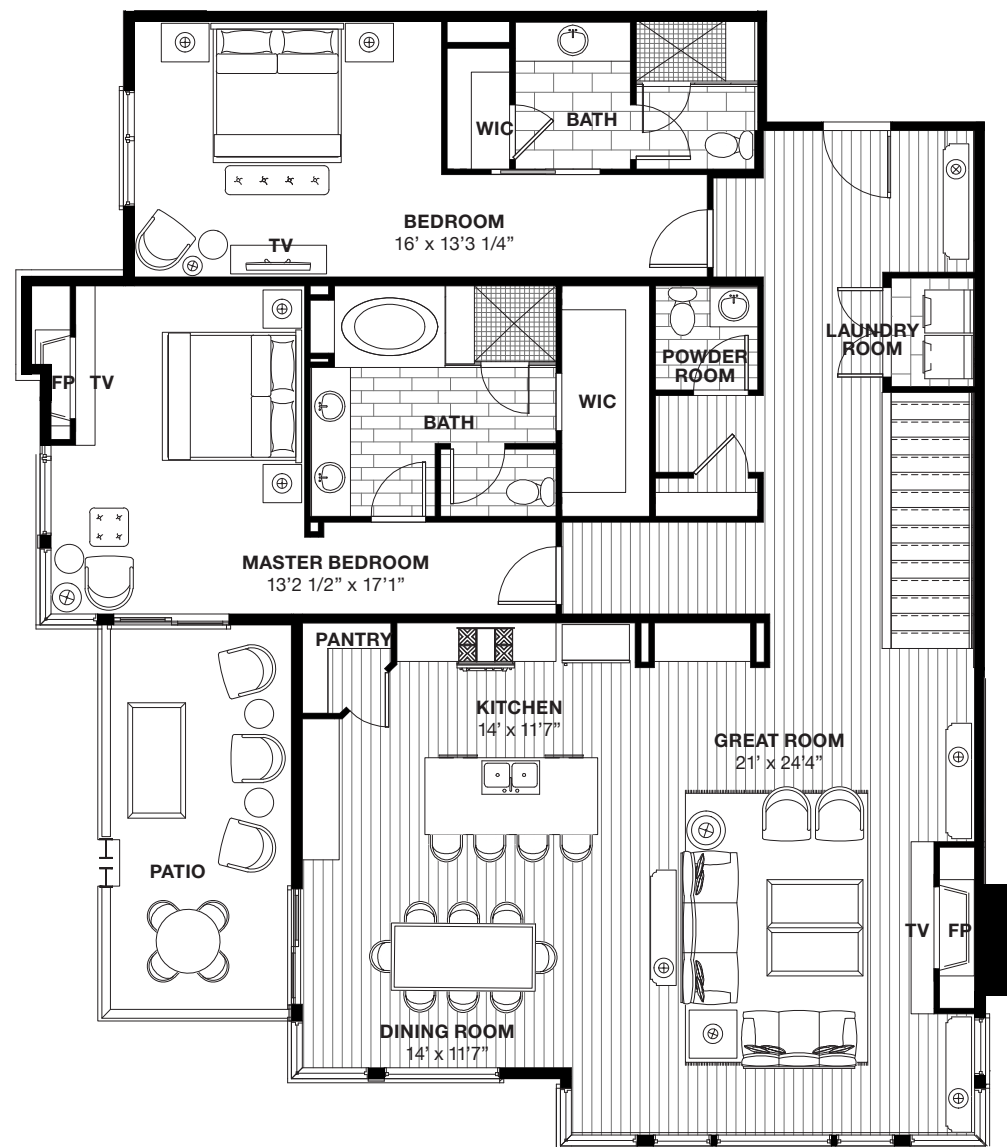 WIC
BATH
BEDROOM
16’ x 13’3 1/4”
TV
LAUNDRY
ROOM
POWDER
ROOM
FP
TV
WIC
BATH
MASTER BEDROOM
13’2 1/2” x 17’1”
PANTRY
KITCHEN
14’ x 11’7”
GREAT ROOM
21’ x 24’4”
PATIO
TV
FP
DINING ROOM
14’ x 11’7”